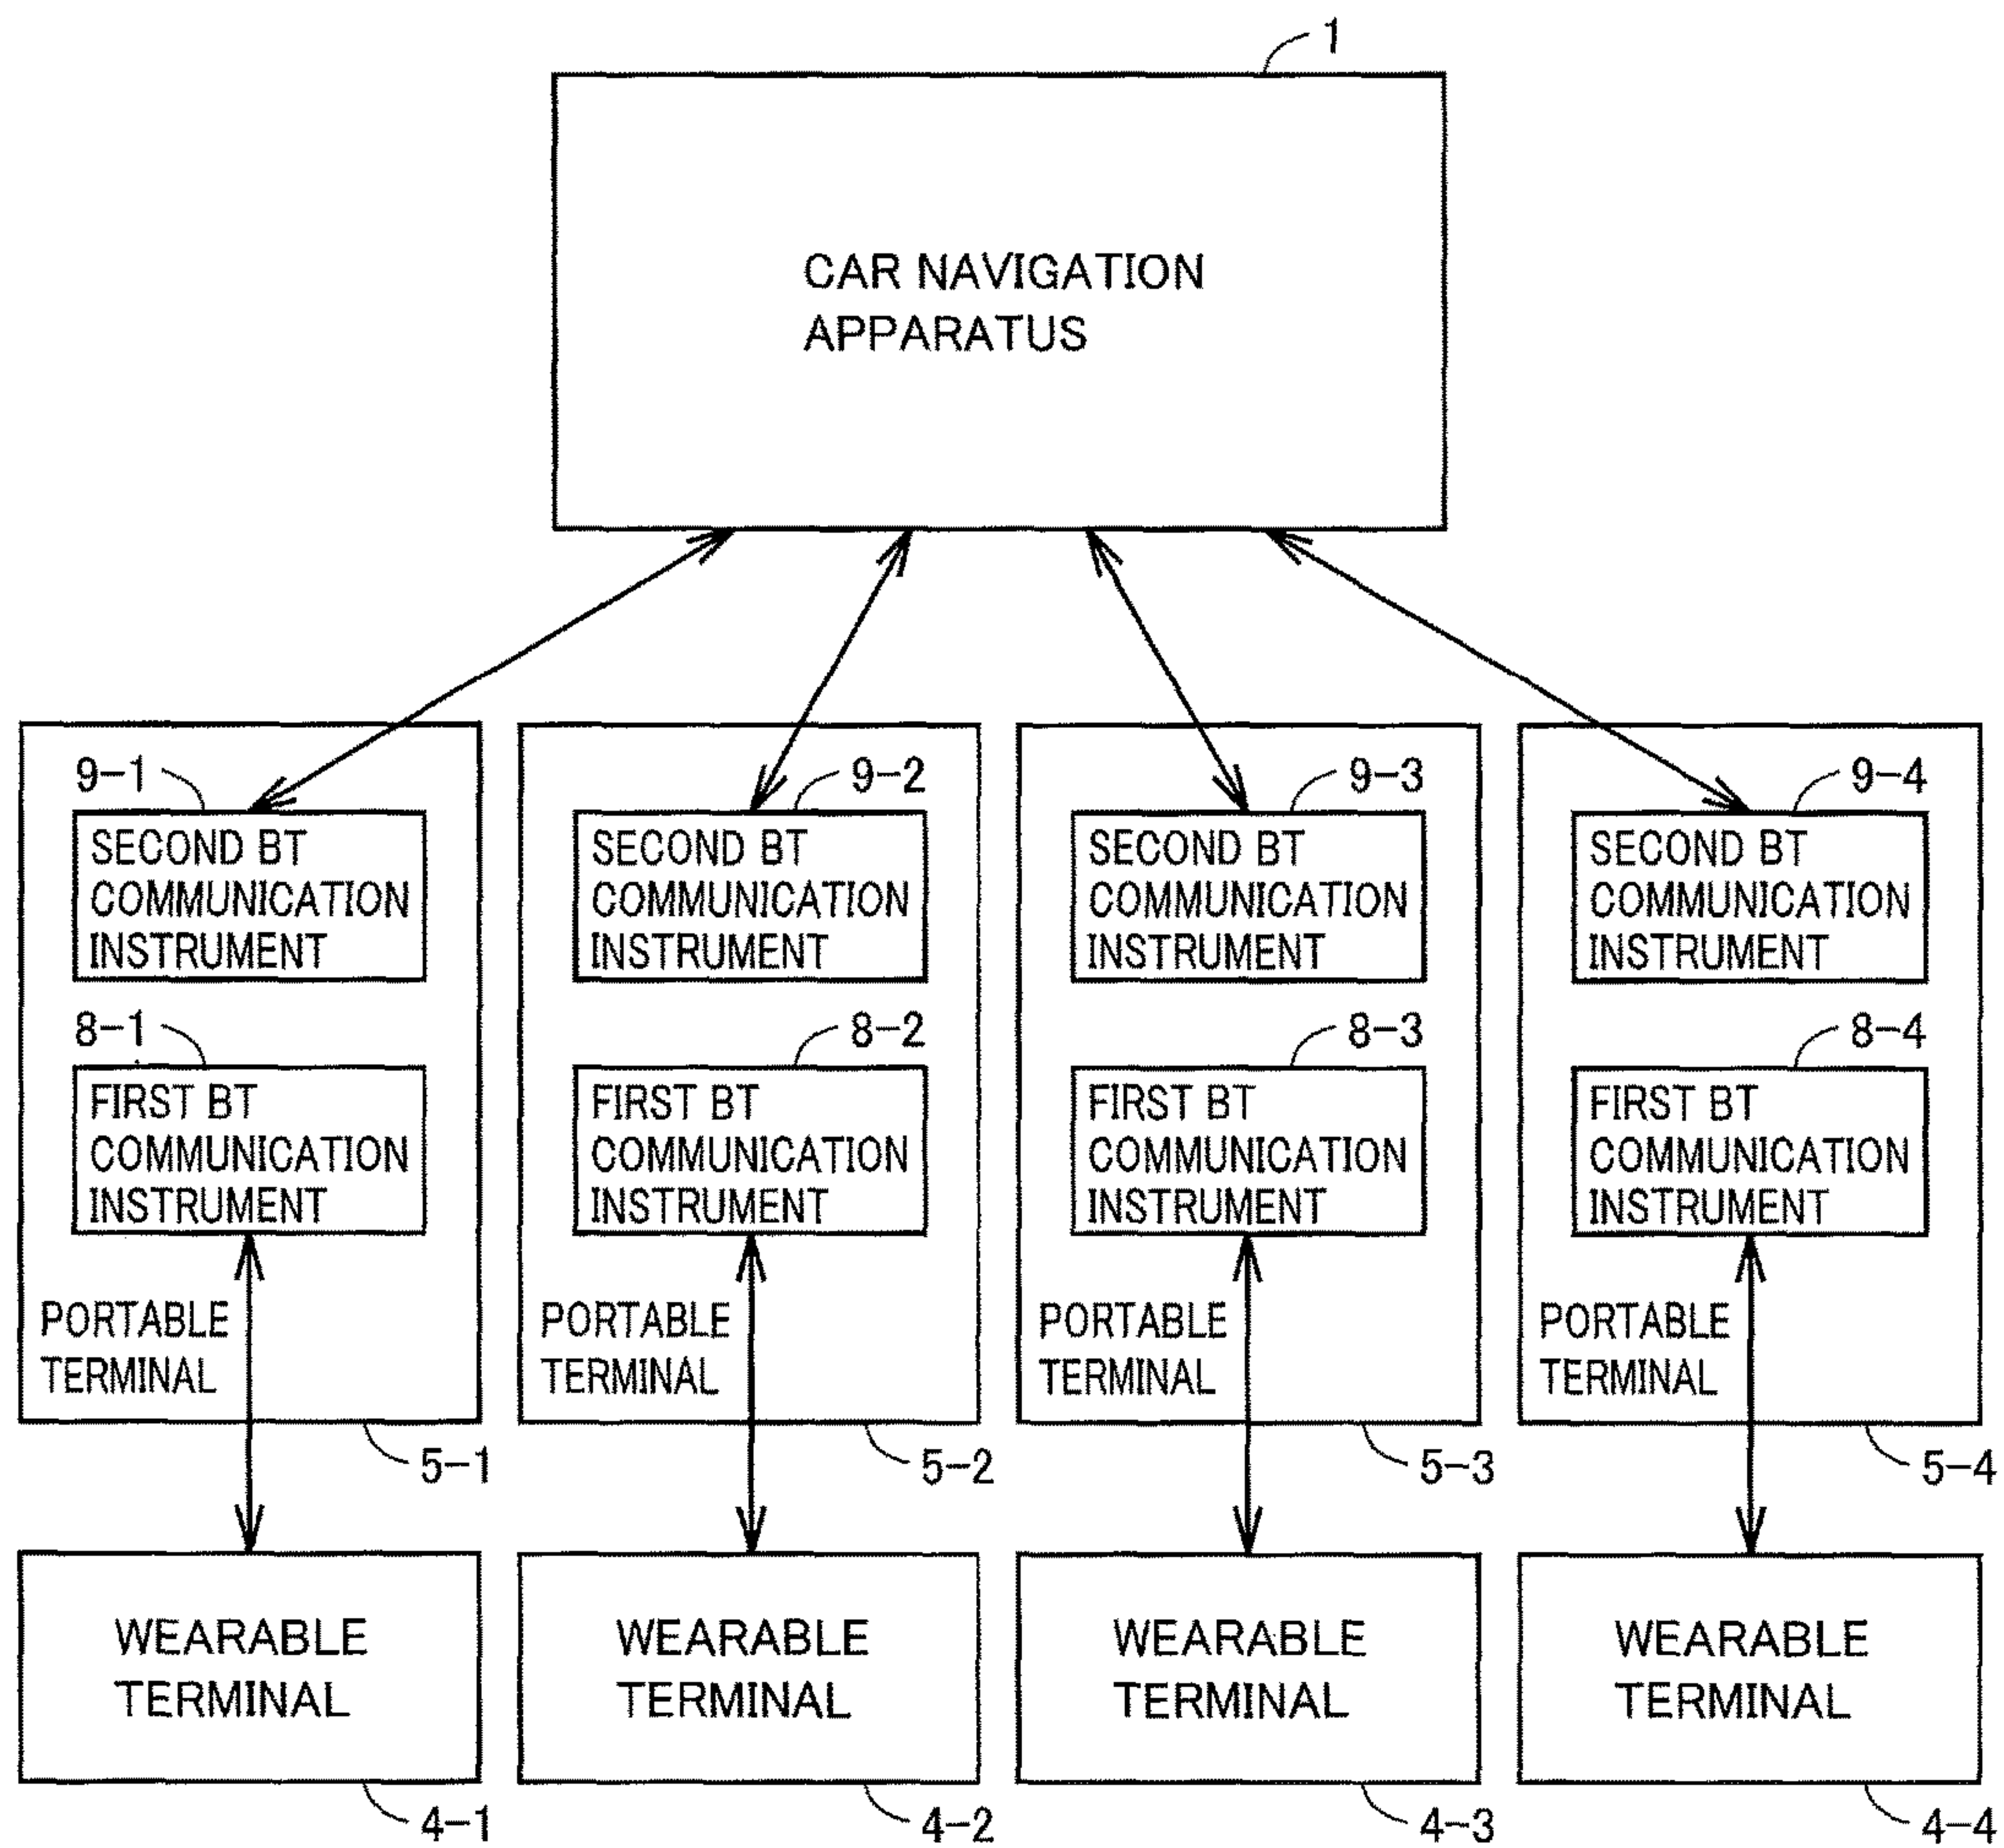 1
CAR NAVIGATION
APPARATUS
9-1
SECOND BT
COMMUNICATION
INSTRUMENT
8-1
FIRST BT
COMMUNICATION
INSTRUMENT
PORTABLE
TERMINAL
5-1
9-2
SECOND BT
COMMUNICATION
INSTRUMENT
8-2
FIRST BT
COMMUNICATION
INSTRUMENT
PORTABLE
TERMINAL
5-2
9-3
SECOND BT
COMMUNICATION
INSTRUMENT
8-3
FIRST BT
COMMUNICATION
INSTRUMENT
PORTABLE
TERMINAL
5-3
9-4
SECOND BT
COMMUNICATION
INSTRUMENT
8-4
FIRST BT
COMMUNICATION
INSTRUMENT
PORTABLE
TERMINAL
5-4
WEARABLE
TERMINAL
4-1
WEARABLE
TERMINAL
4-2
WEARABLE
TERMINAL
4-3
WEARABLE
TERMINAL
4-4